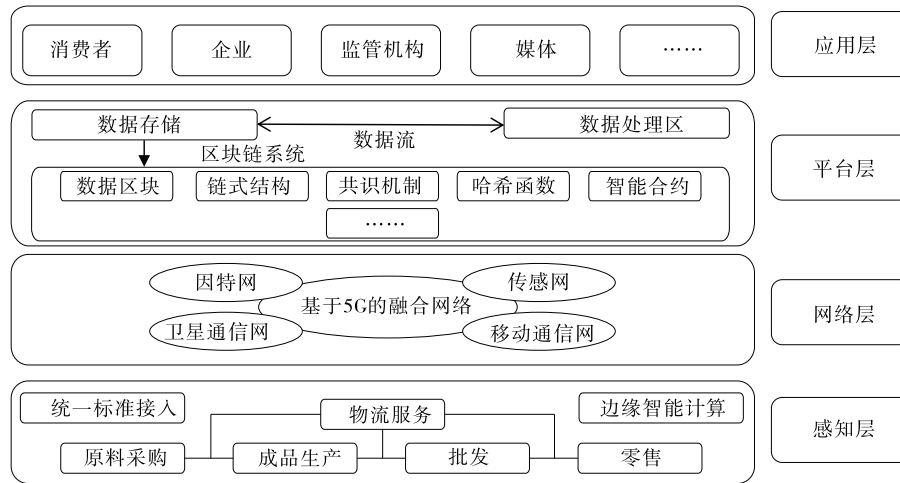 消费者 企业 监管机构 媒体 …… 应用层
数据存储 数据流 数据处理区
区块链系统 平台层
数据区块 链式结构 共识机制 哈希函数 智能合约
……
因特网 传感网
基于5G的融合网络 网络层
卫星通信网 移动通信网
统一标准接入 物流服务 边缘智能计算
感知层
原料采购 成品生产 批发 零售